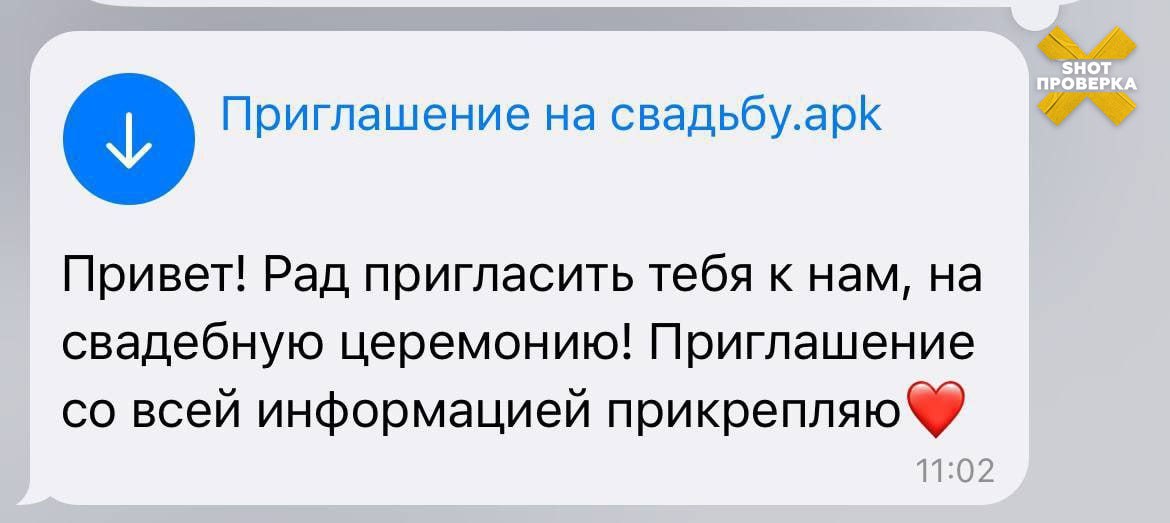 Приглашение на свадьбу.apk
SHOT
ПРОВЕРКА
Привет! Рад пригласить тебя к нам, на
свадебную церемонию! Приглашение
со всей информацией прикрепляю❤️
11:02